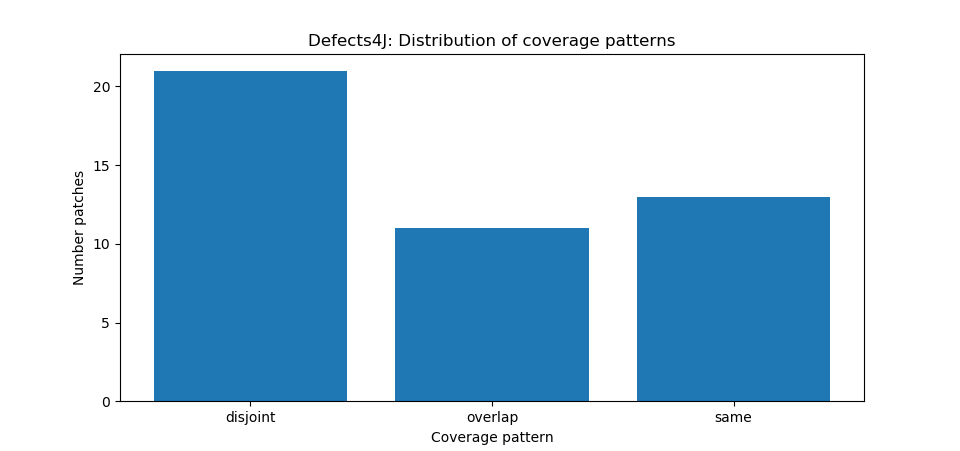 Defects4J: Distribution of coverage patterns
Number patches
20
15
10
5
0
disjoint overlap same
Coverage pattern